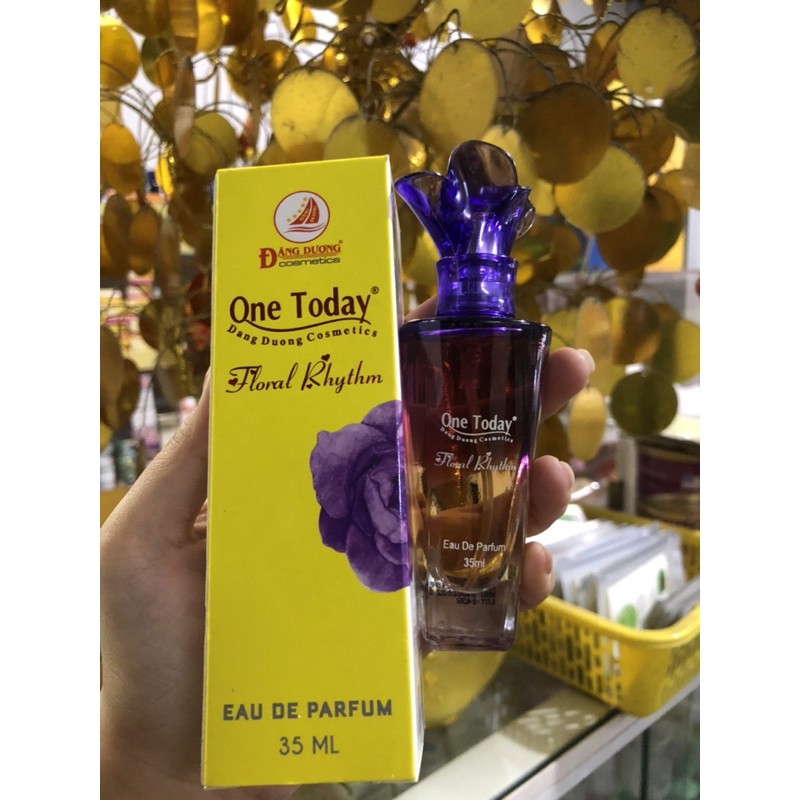 ĐĂNG DƯƠNG®
cosmetics
One Today®
Dang Duong Cosmetics
Floral Rhythm
EAU DE PARFUM
35 ML
One Today®
Dang Duong Cosmetics
Floral Rhythm
Eau De Parfum
35ml